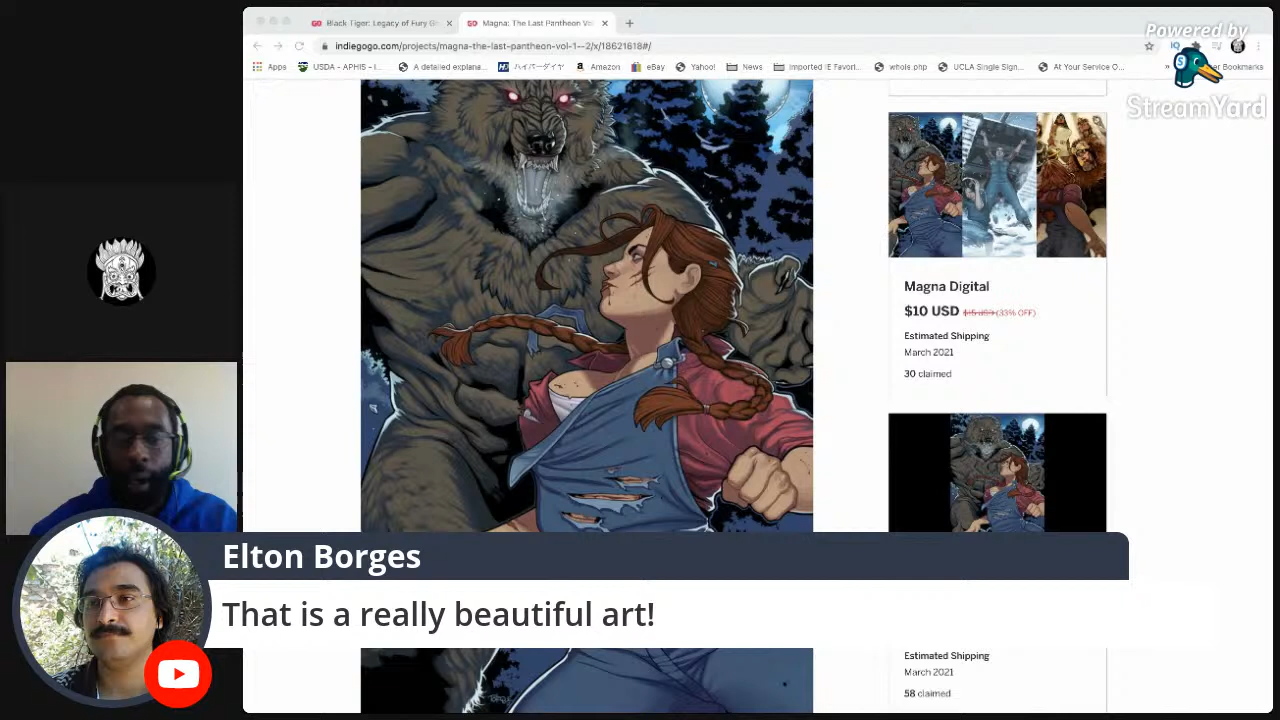 Black Tiger: Legacy of Fury
Magna: The Last Pantheon
Powered by
StreamYard
indiegogo.com/projects/magna-the-last-pantheon-vol-1--2/x/18621618#/
Apps
USDA - APHIS - I...
A detailed explana...
ハイパーダイヤ
Amazon
eBay
Yahoo!
News
Imported IE Favori...
whois.php
UCLA Single Sign...
At Your Service O...
Bookmarks
Magna Digital
$10 USD $15 USD (33% OFF)
Estimated Shipping
March 2021
30 claimed
Elton Borges
That is a really beautiful art!
Estimated Shipping
March 2021
58 claimed